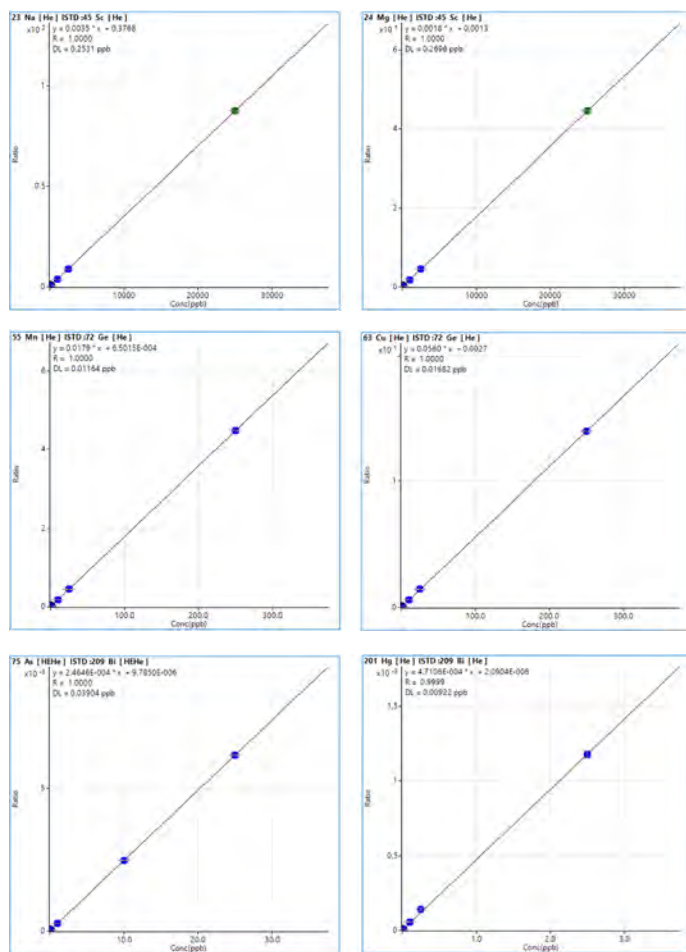 23 Na [He] ISTD :45 Sc [He]
x10 2
y = 0.0035 * x + 0.3768
R = 1.0000
DL = 0.2531 ppb
1
0.5
0
Ratio
10000 20000 30000
Conc(ppb)
24 Mg [He] ISTD :45 Sc [He]
x10 1
y = 0.0018 * x + 0.0013
R = 1.0000
DL = 0.2696 ppb
6
4
2
0
Ratio
10000 20000 30000
Conc(ppb)
55 Mn [He] ISTD :72 Ge [He]
y = 0.0179 * x + 6.5015E-004
R = 1.0000
DL = 0.01164 ppb
6
4
2
0
Ratio
100.0 200.0 300.0
Conc(ppb)
63 Cu [He] ISTD :72 Ge [He]
x10 1
y = 0.0560 * x + 0.0027
R = 1.0000
DL = 0.01682 ppb
1
0
Ratio
100.0 200.0 300.0
Conc(ppb)
75 As [HEHe] ISTD :209 Bi [HEHe]
y = 2.4646E-004 * x + 9.7850E-006
R = 1.0000
DL = 0.03904 ppb
5
0
Ratio
10.0 20.0 30.0
Conc(ppb)
201 Hg [He] ISTD :209 Bi [He]
y = 4.7106E-004 * x + 2.0904E-006
R = 0.9999
1.5
1
0.5
0
Ratio
1.0 2.0 3.0
Conc(ppb)